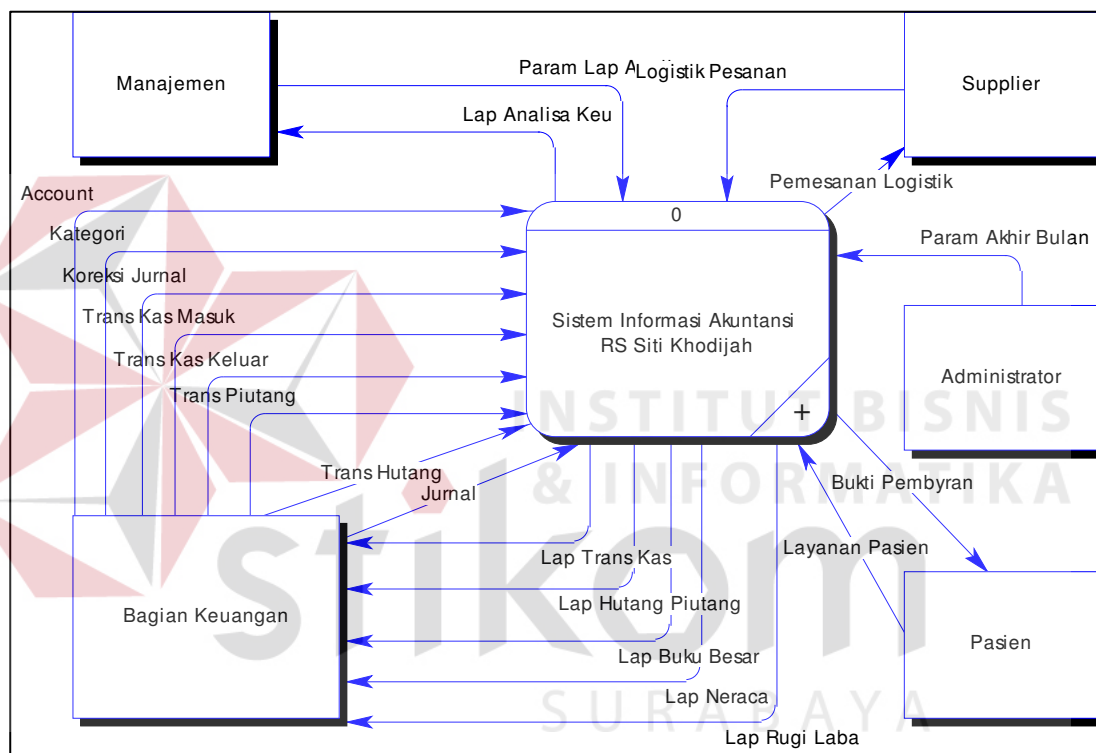 Manajemen
Param Lap A
Logistik Pesanan
Supplier
Lap Analisa Keu
Pemesanan Logistik
Account
0
Kategori
Param Akhir Bulan
Koreksi Jurnal
Trans Kas Masuk
Sistem Informasi Akuntansi
RS Siti Khodijah
Trans Kas Keluar
Administrator
Trans Piutang
+
INSTITUT BISNIS
& INFORMATIKA
stikom
SURABAYA
Trans Hutang
Jurnal
Bukti Pembyran
Layanan Pasien
Lap Trans Kas
Lap Hutang Piutang
Bagian Keuangan
Pasien
Lap Buku Besar
Lap Neraca
Lap Rugi Laba